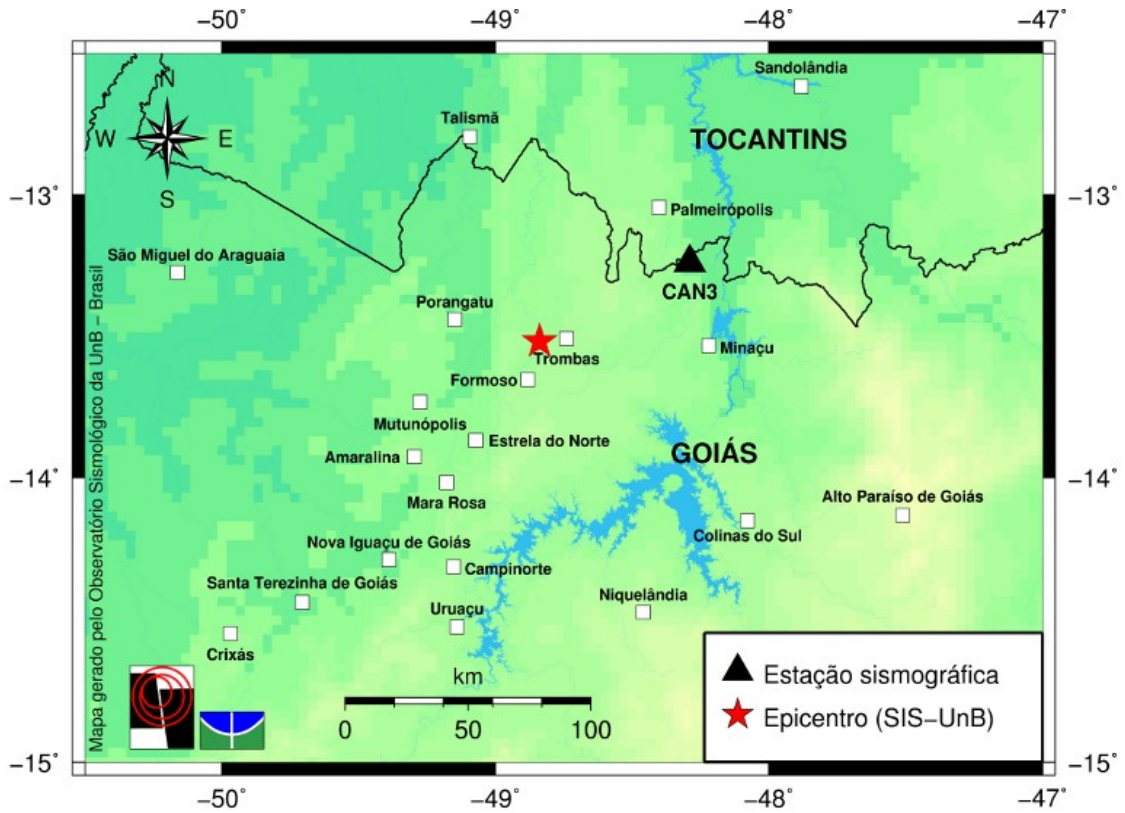 −50˚ −49˚ −48˚ −47˚
Sandolândia
N
Talismã
W E
TOCANTINS
S
−13˚ −13˚
Palmeirópolis
São Miguel do Araguaia
CAN3
Porangatu
Trombas
Minaçu
Formoso
Mutunópolis
Estrela do Norte
GOIÁS
Amaralina
−14˚ −14˚
Mara Rosa
Alto Paraíso de Goiás
Colinas do Sul
Nova Iguaçu de Goiás
Campinorte
Santa Terezinha de Goiás
Niquelândia
Uruaçu
Crixás
Mapa gerado pelo Observatório Sismológico da UnB − Brasil
km
0 50 100
Estação sismográfica
Epicentro (SIS−UnB)
−15˚ −15˚
−50˚ −49˚ −48˚ −47˚